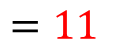 = 11